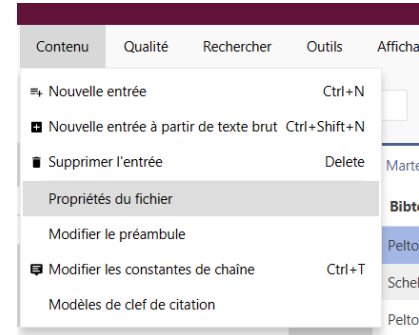 Contenu Qualité Rechercher Outils Afficha
Nouvelle entrée Ctrl+N
Nouvelle entrée à partir de texte brut Ctrl+Shift+N
Supprimer l'entrée Delete
Marte
Propriétés du fichier
Bibt
Modifier le préambule
Pelto
Modifier les constantes de chaîne Ctrl+T
Schel
Modèles de clef de citation
Pelto